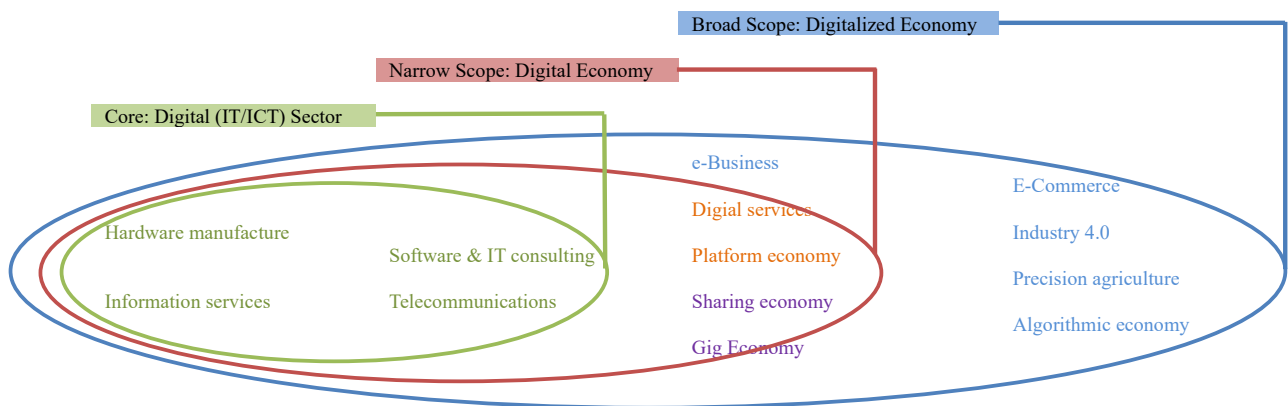 Broad Scope: Digitalized Economy
Narrow Scope: Digital Economy
Core: Digital (IT/ICT) Sector
e-Business
E-Commerce
Digial services
Hardware manufacture
Industry 4.0
Software & IT consulting
Platform economy
Precision agriculture
Information services
Telecommunications
Sharing economy
Algorithmic economy
Gig Economy